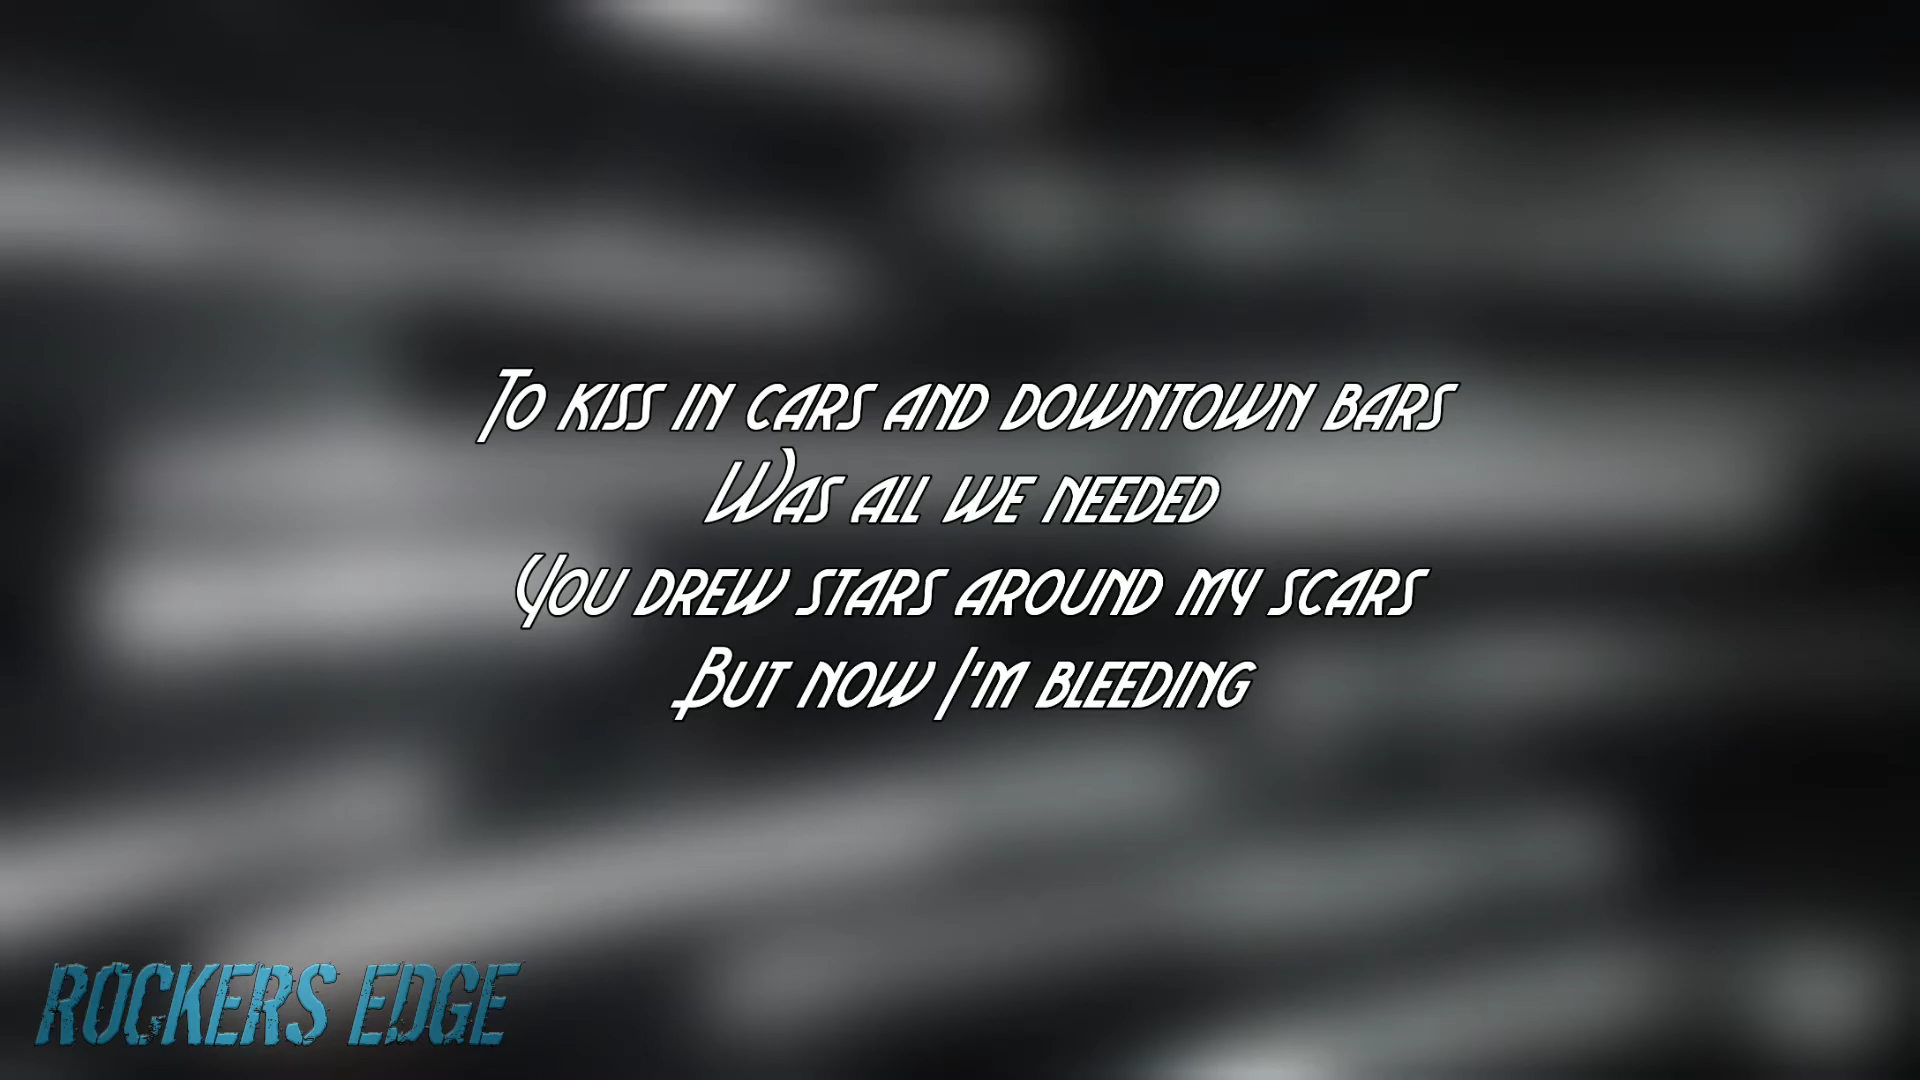 To kiss in cars and downtown bars
Was all we needed
You drew stars around my scars
But now I'm bleeding
ROCKERS EDGE